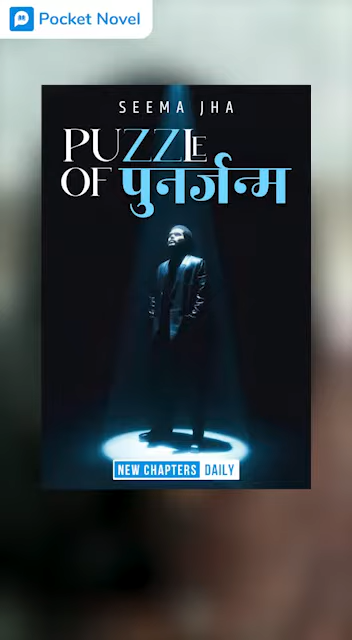 Pocket Novel
SEEMA JHA
PUZZLE
OF पुनर्जन्म
NEW CHAPTERS DAILY